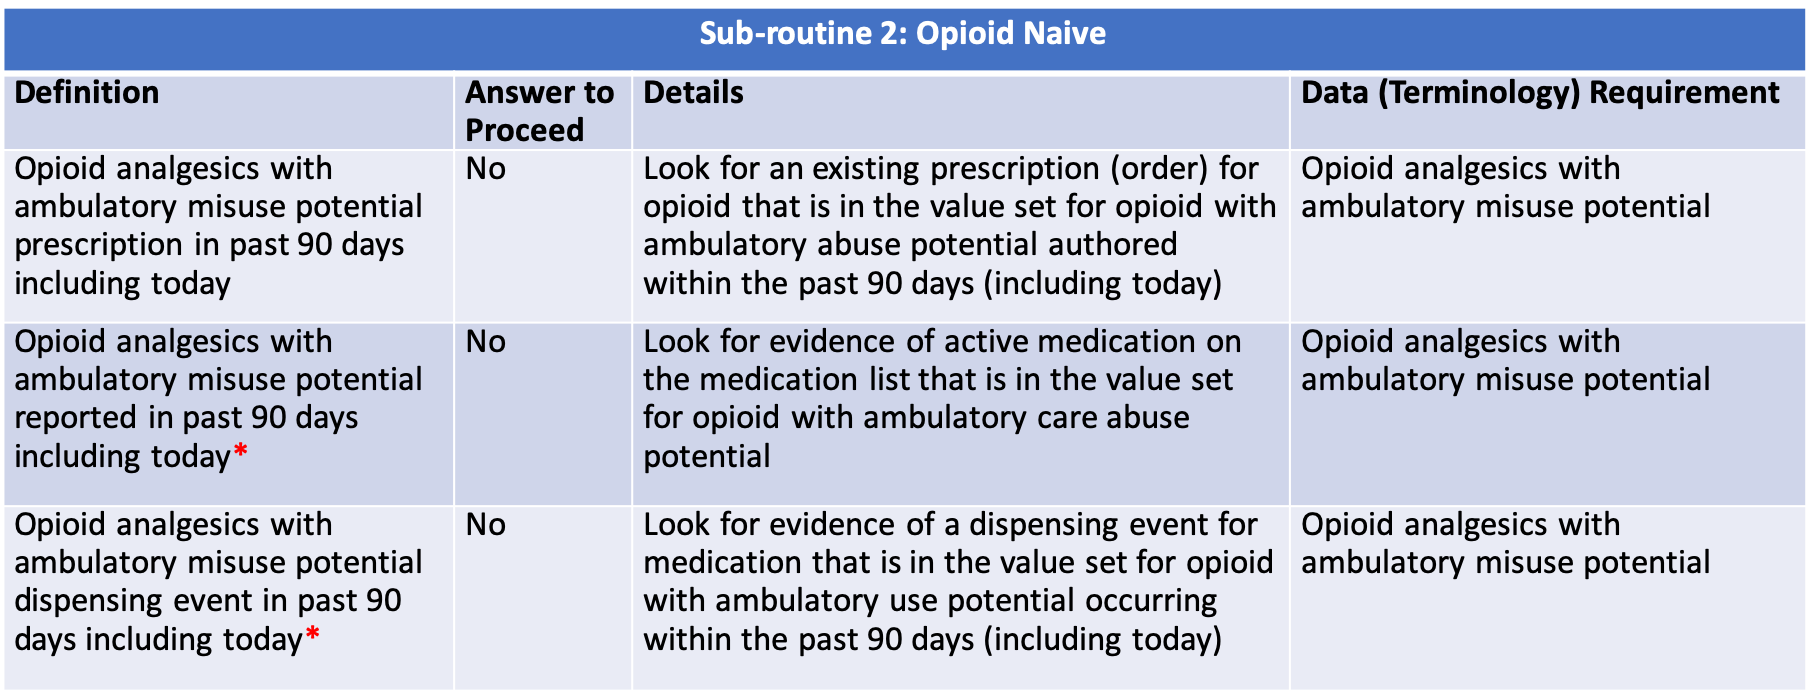 Sub-routine 2: Opioid Naive
Definition
Answer to
Proceed
Details
Data (Terminology) Requirement
Opioid analgesics with
ambulatory misuse potential
prescription in past 90 days
including today
No
Look for an existing prescription (order) for
opioid that is in the value set for opioid with
ambulatory abuse potential authored
within the past 90 days (including today)
Opioid analgesics with
ambulatory misuse potential
Opioid analgesics with
ambulatory misuse potential
reported in past 90 days
including today*
No
Look for evidence of active medication on
the medication list that is in the value set
for opioid with ambulatory care abuse
potential
Opioid analgesics with
ambulatory misuse potential
Opioid analgesics with
ambulatory misuse potential
dispensing event in past 90
days including today*
No
Look for evidence of a dispensing event for
medication that is in the value set for opioid
with ambulatory use potential occurring
within the past 90 days (including today)
Opioid analgesics with
ambulatory misuse potential